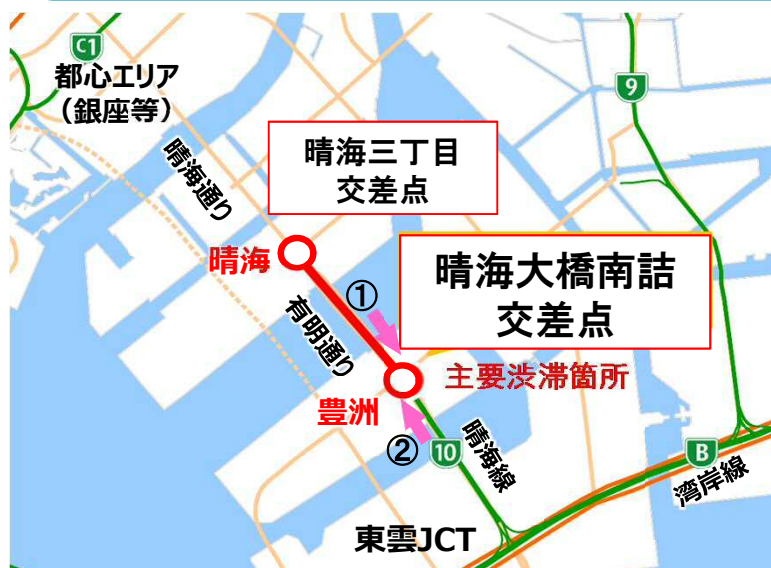 C1
都心エリア
（銀座等）
9
晴海通り
晴海三丁目
交差点
晴海
①
晴海大橋南詰
交差点
有明通り
主要渋滞箇所
豊洲
②
10
晴海線
B
湾岸線
東雲JCT